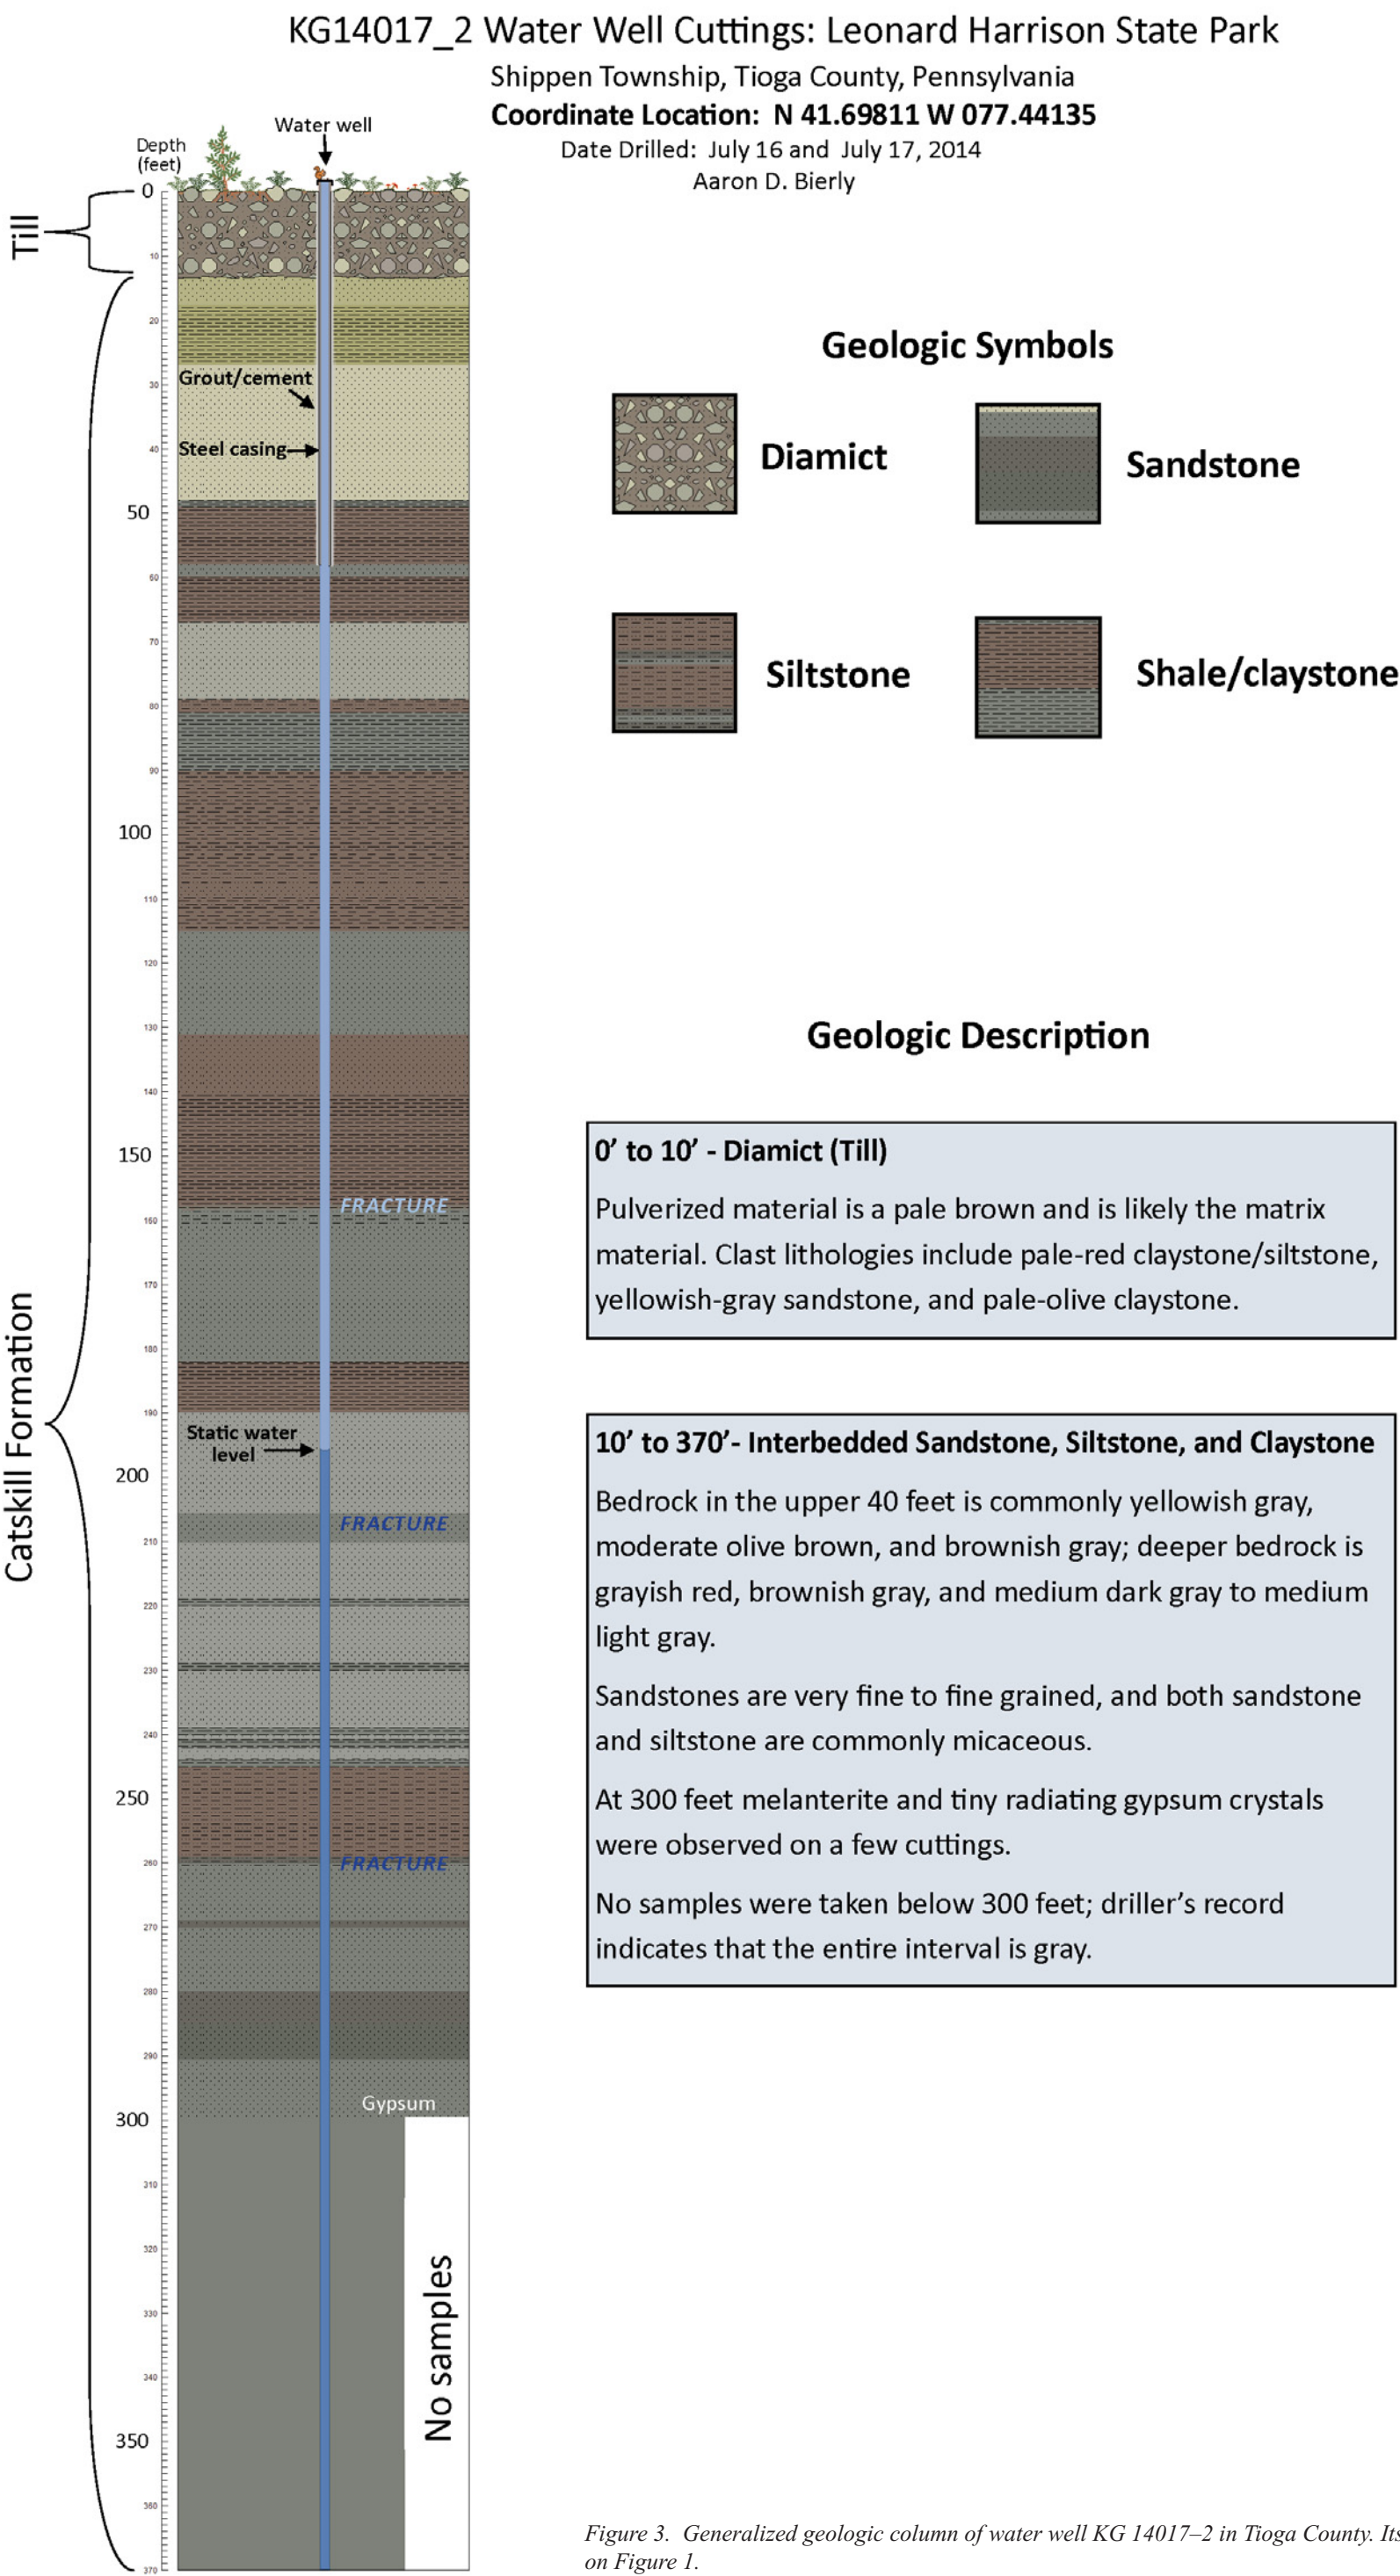 KG14017_2 Water Well Cuttings: Leonard Harrison State Park
Shippen Township, Tioga County, Pennsylvania
Coordinate Location: N 41.69811 W 077.44135
Date Drilled: July 16 and July 17, 2014
Aaron D. Bierly
Water well
Depth
(feet)
Till
Catskill Formation
0
10
20
30
40
50
60
70
80
90
100
110
120
130
140
150
160
170
180
190
200
210
220
230
240
250
260
270
280
290
300
310
320
330
340
350
360
370
Grout/cement
Steel casing
FRACTURE
Static water
level
FRACTURE
FRACTURE
Gypsum
No samples
Geologic Symbols
Diamict
Sandstone
Siltstone
Shale/claystone
Geologic Description
0’ to 10’ - Diamict (Till)
Pulverized material is a pale brown and is likely the matrix
material. Clast lithologies include pale-red claystone/siltstone,
yellowish-gray sandstone, and pale-olive claystone.
10’ to 370’- Interbedded Sandstone, Siltstone, and Claystone
Bedrock in the upper 40 feet is commonly yellowish gray,
moderate olive brown, and brownish gray; deeper bedrock is
grayish red, brownish gray, and medium dark gray to medium
light gray.
Sandstones are very fine to fine grained, and both sandstone
and siltstone are commonly micaceous.
At 300 feet melanterite and tiny radiating gypsum crystals
were observed on a few cuttings.
No samples were taken below 300 feet; driller’s record
indicates that the entire interval is gray.
Figure 3. Generalized geologic column of water well KG 14017–2 in Tioga County. Its
on Figure 1.